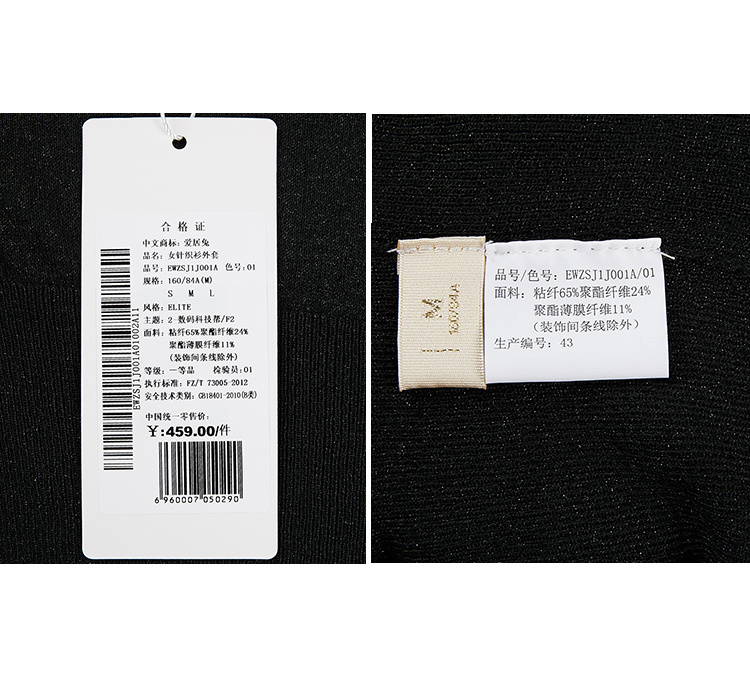 合格证
中文商标：爱居兔
品名：女针织衫外套
品号：EWZSJ1J001A 色号：01
规格：160/84A(M)
S M L
风格：ELITE
主题：2-数码科技帮/F2
面料：粘纤65%聚酯纤维24%
聚酯薄膜纤维11%
(装饰间条线除外)
等级：一等品 检验员：01
执行标准：FZ/T 73005-2012
安全技术类别：GB18401-2010(B类)
中国统一零售价：
¥:459.00/件
6960007050290
EWZSJ1J001A01002A11
M
160/84A
品号/色号：EWZSJ1J001A/01
面料：粘纤65%聚酯纤维24%
聚酯薄膜纤维11%
(装饰间条线除外)
生产编号：43